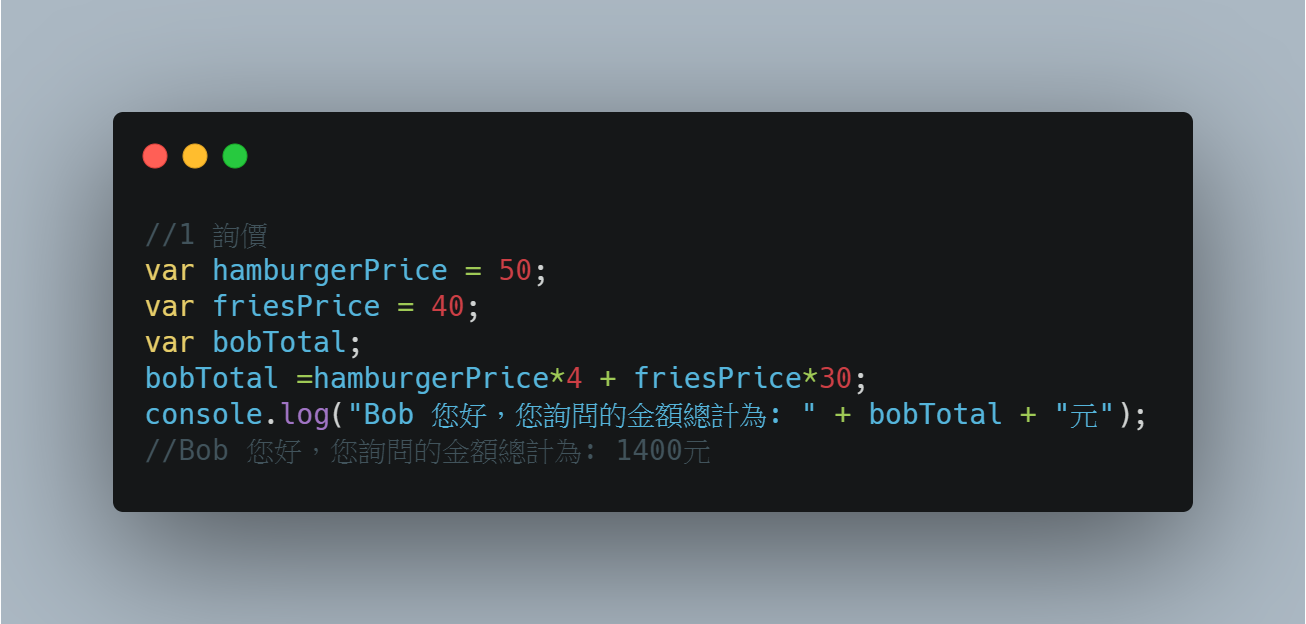 //1 詢價
var hamburgerPrice = 50;
var friesPrice = 40;
var bobTotal;
bobTotal =hamburgerPrice*4 + friesPrice*30;
console.log("Bob 您好，您詢問的金額總計為: " + bobTotal + "元");
//Bob 您好，您詢問的金額總計為: 1400元